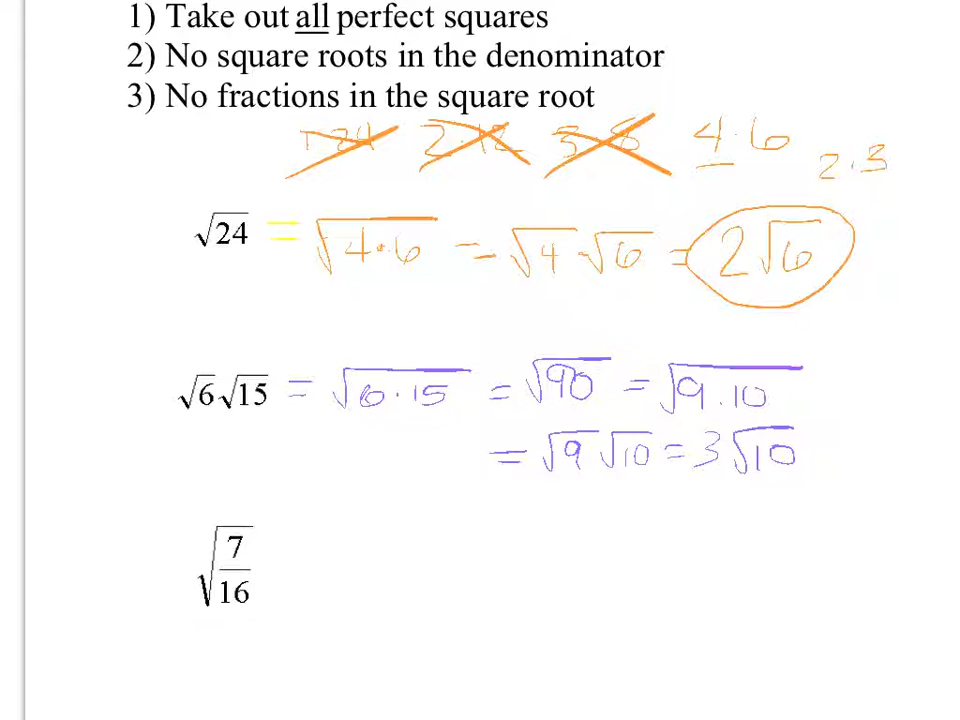 1) Take out all perfect squares
2) No square roots in the denominator
3) No fractions in the square root
1·24 2·12 3·8 4·6 2·3
√24 = √4·6 = √4 √6 = 2√6
√6√15 = √6·15 = √90 = √9·10
= √9 √10 = 3√10
√7/16